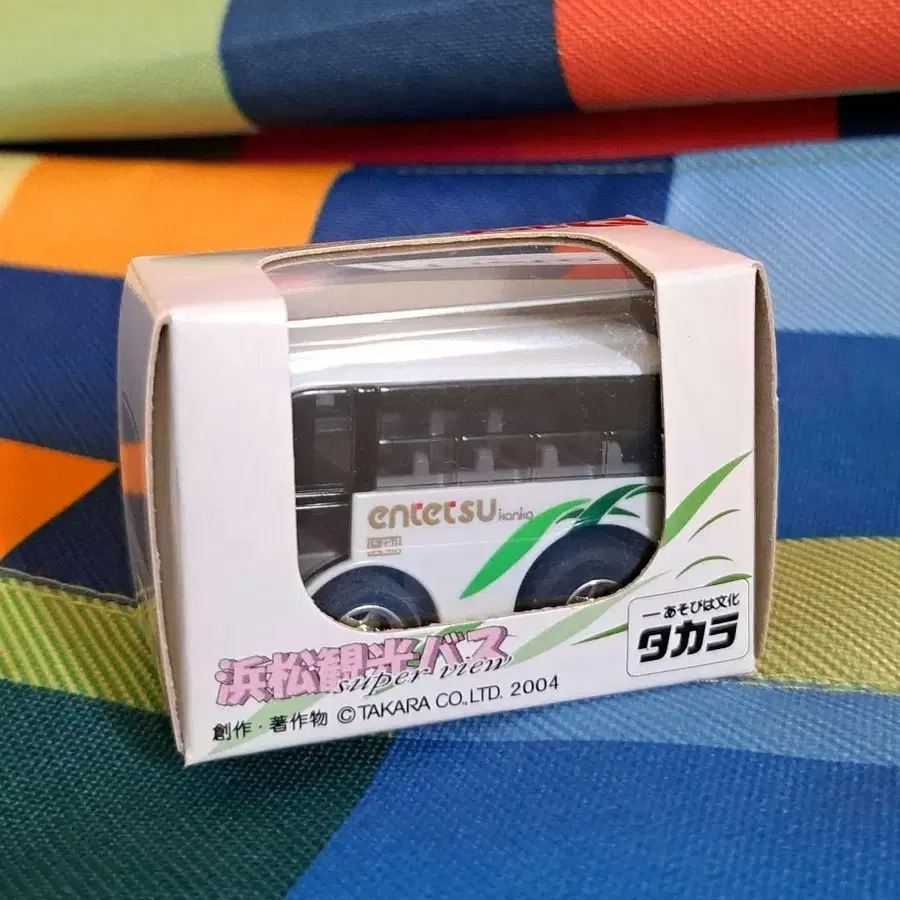 entetsu kanko
浜松観光バス
super view
創作・著作物 ©TAKARA CO.,LTD. 2004
ーあそびは文化
タカラ